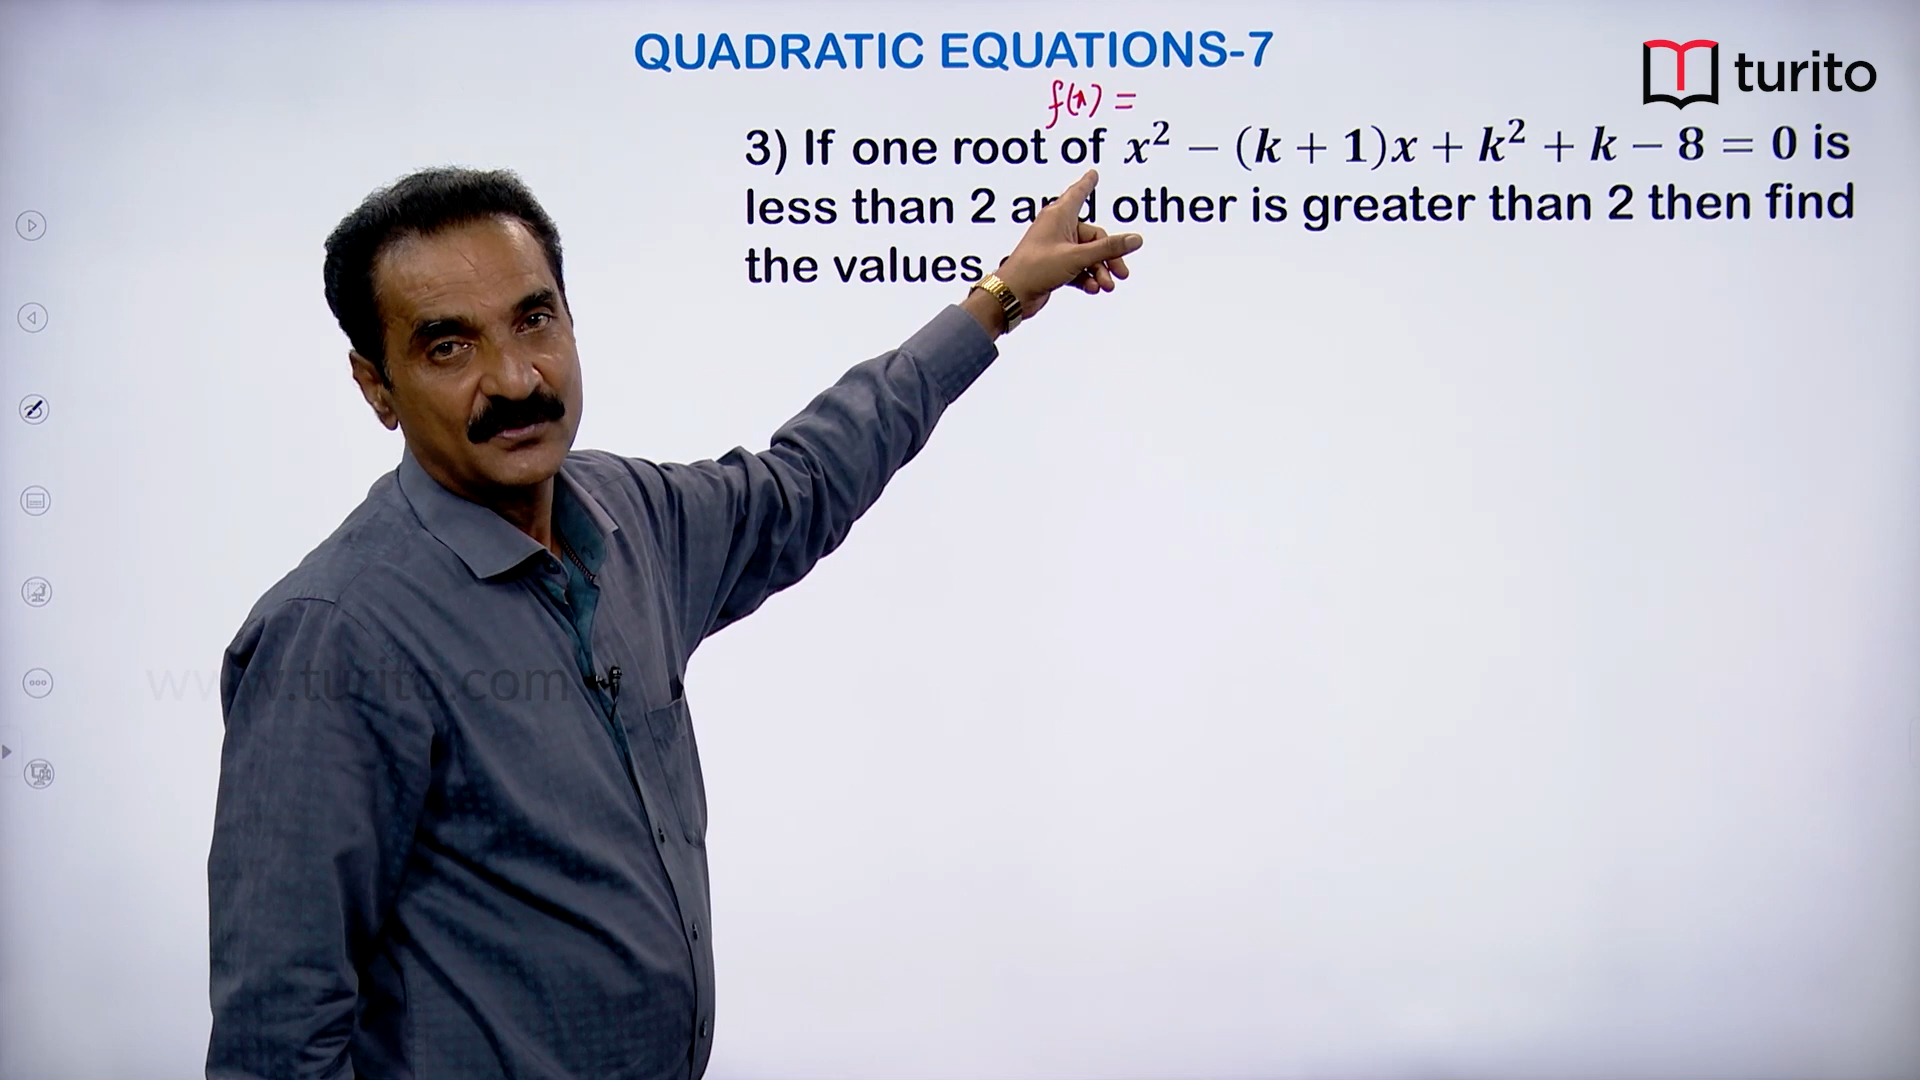 QUADRATIC EQUATIONS-7
turito
f(x) =
3) If one root of x² − (k + 1)x + k² + k − 8 = 0 is
less than 2 and other is greater than 2 then find
the values
www.turito.com